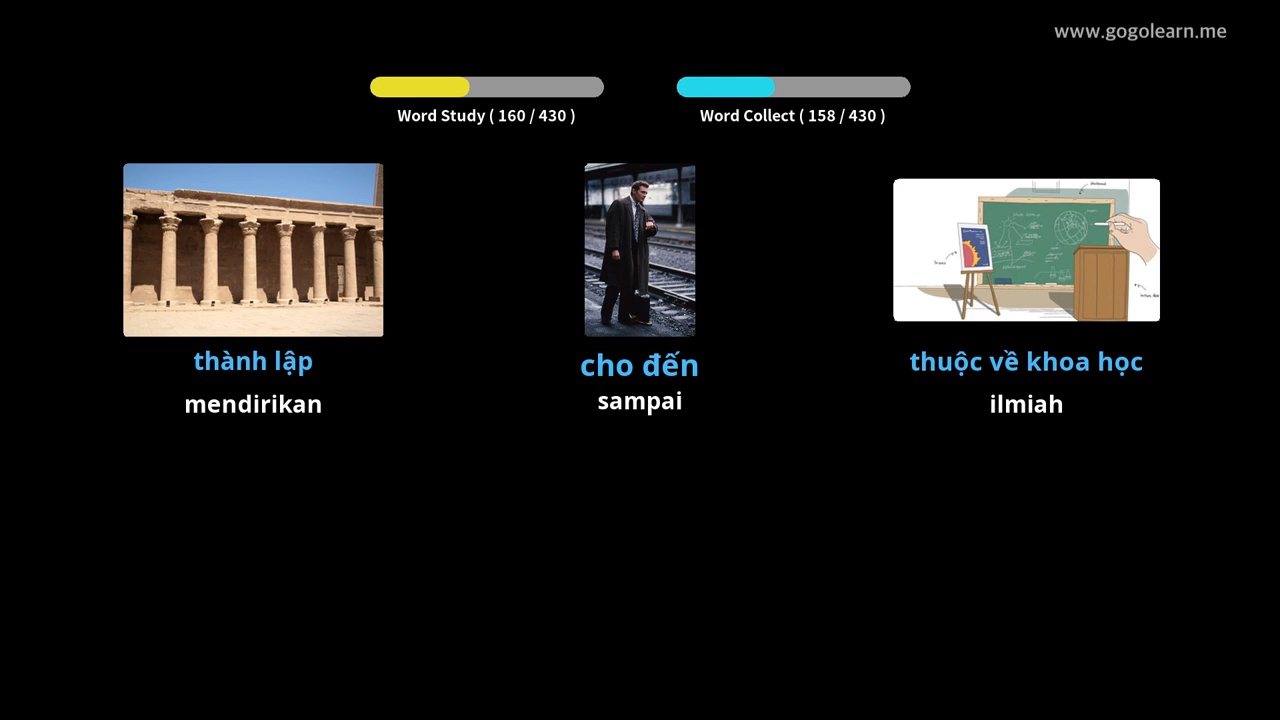 www.gogolearn.me
Word Study ( 160 / 430 )
Word Collect ( 158 / 430 )
thành lập
mendirikan
cho đến
sampai
thuộc về khoa học
ilmiah